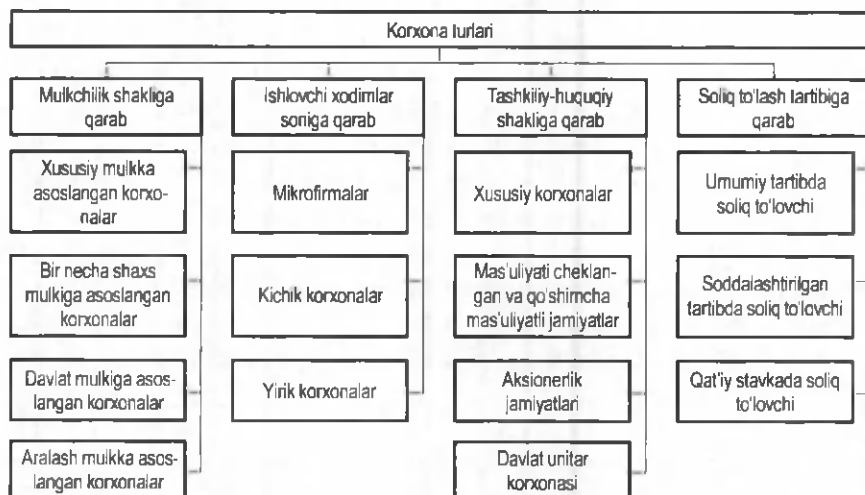 Korxona turlari
Mulkchilik shakliga
qarab
Xususiy mulkka
asoslangan korxo-
nalar
Bir necha shaxs
mulkiga asoslangan
korxonalar
Davlat mulkiga asos-
langan korxonalar
Aralash mulkka asos-
langan korxonalar
Ishlovchi xodimlar
soniga qarab
Mikrofirmalar
Kichik korxonalar
Yirik korxonalar
Tashkiliy-huquqiy
shakliga qarab
Xususiy korxonalar
Mas'uliyati cheklan-
gan va qo'shimcha
mas'uliyatli jamiyatlar
Aksionerlik
jamiyatlari
Davlat unitar
korxonasi
Soliq to'lash tartibiga
qarab
Umumiy tartibda
soliq to'lovchi
Soddalashtirilgan
tartibda soliq to'lovchi
Qat'iy stavkada soliq
to'lovchi